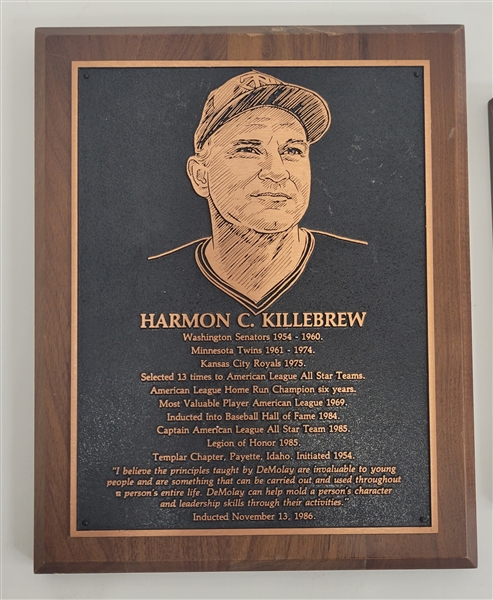 HARMON C. KILLEBREW
Washington Senators 1954 - 1960.
Minnesota Twins 1961 - 1974.
Kansas City Royals 1975.
Selected 13 times to American League All Star Teams.
American League Home Run Champion six years.
Most Valuable Player American League 1969.
Inducted Into Baseball Hall of Fame 1984.
Captain American League All Star Team 1985.
Legion of Honor 1985.
Templar Chapter, Payette, Idaho. Initiated 1954.
"I believe the principles taught by DeMolay are invaluable to young
people and are something that can be carried out and used throughout
a person's entire life. DeMolay can help mold a person's character
and leadership skills through their activities."
Inducted November 13, 1986.